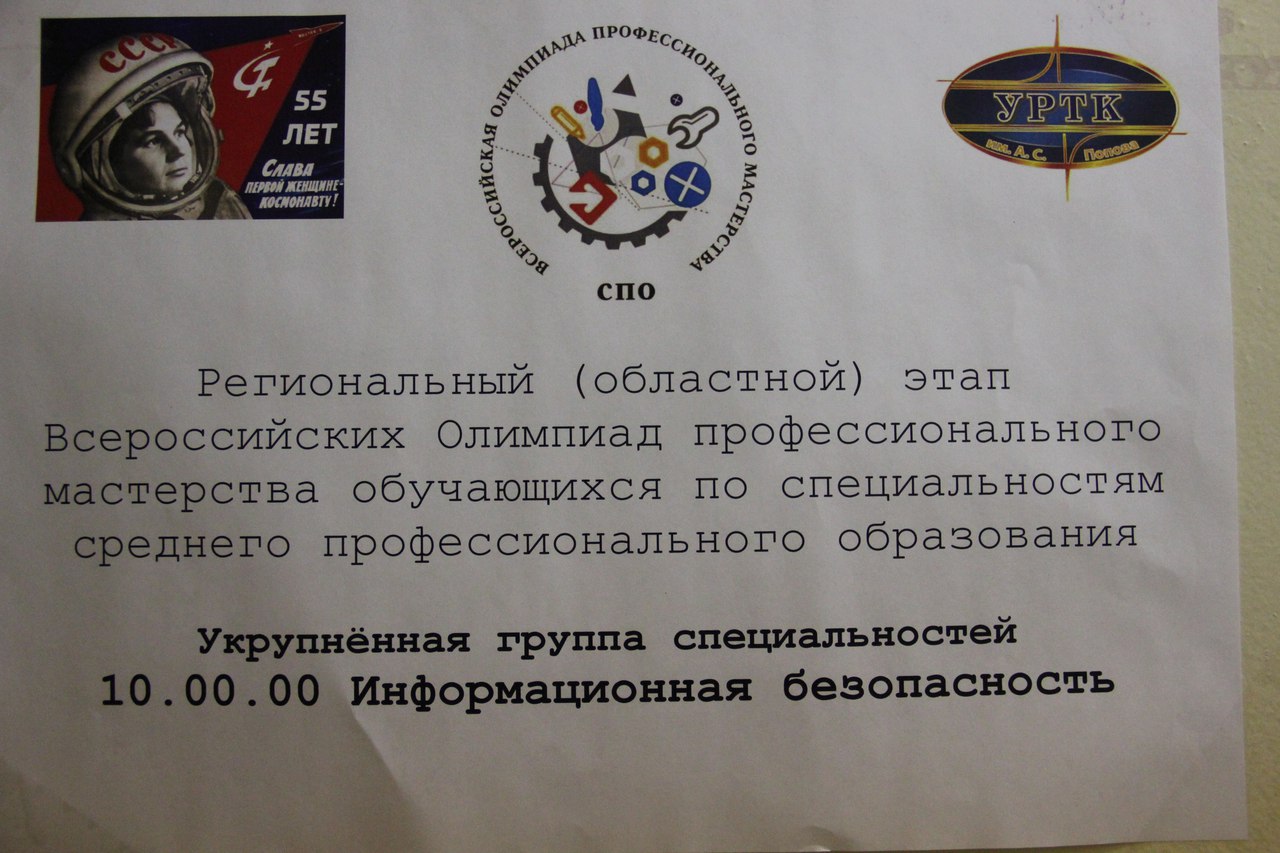 СССР
55
ЛЕТ
СЛАВА
ПЕРВОЙ ЖЕНЩИНЕ-
КОСМОНАВТУ!
ВСЕРОССИЙСКАЯ ОЛИМПИАДА ПРОФЕССИОНАЛЬНОГО МАСТЕРСТВА
СПО
УРТК
им. А. С. Попова
Региональный (областной) этап
Всероссийских Олимпиад профессионального
мастерства обучающихся по специальностям
среднего профессионального образования
Укрупнённая группа специальностей
10.00.00 Информационная безопасность